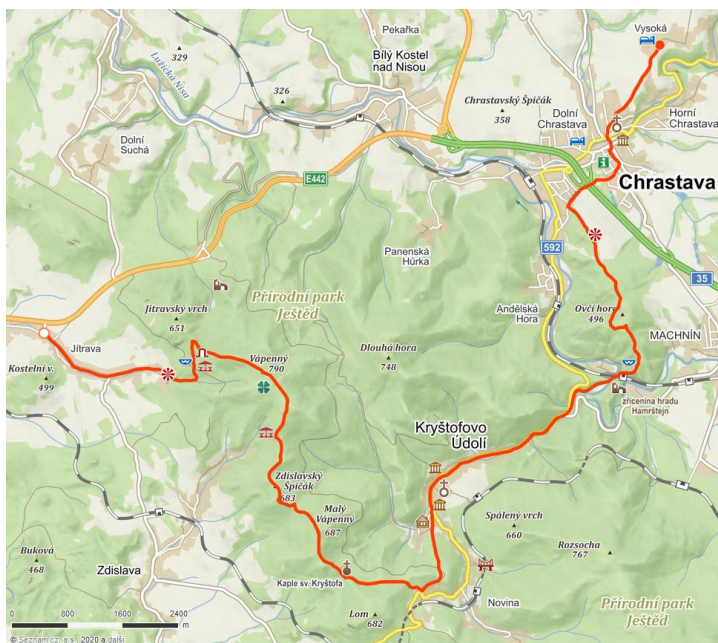 Vysoká
Pekařka
329
Lužická Nisa
Bílý Kostel
nad Nisou
326
Chrastavský Špičák
358
Dolní
Chrastava
Horní
Chrastava
Dolní
Suchá
E442
Chrastava
592
Panenská
Hůrka
35
Přírodní park
Ještěd
Jítravský vrch
651
Andělská
Hora
Ovčí hora
496
MACHNÍN
Jítrava
Vápenný
790
Dlouhá hora
748
Kostelní v.
499
zřícenina hradu
Hamrštejn
Kryštofovo
Údolí
Zdislavský
Špičák
683
Malý
Vápenný
687
Spálený vrch
660
Rozsocha
767
Buková
468
Zdislava
Kaple sv. Kryštofa
Lom
682
Novina
Přírodní park
Ještěd
0 800 1600 2400
m
© Seznam.cz, a.s., 2020 a další